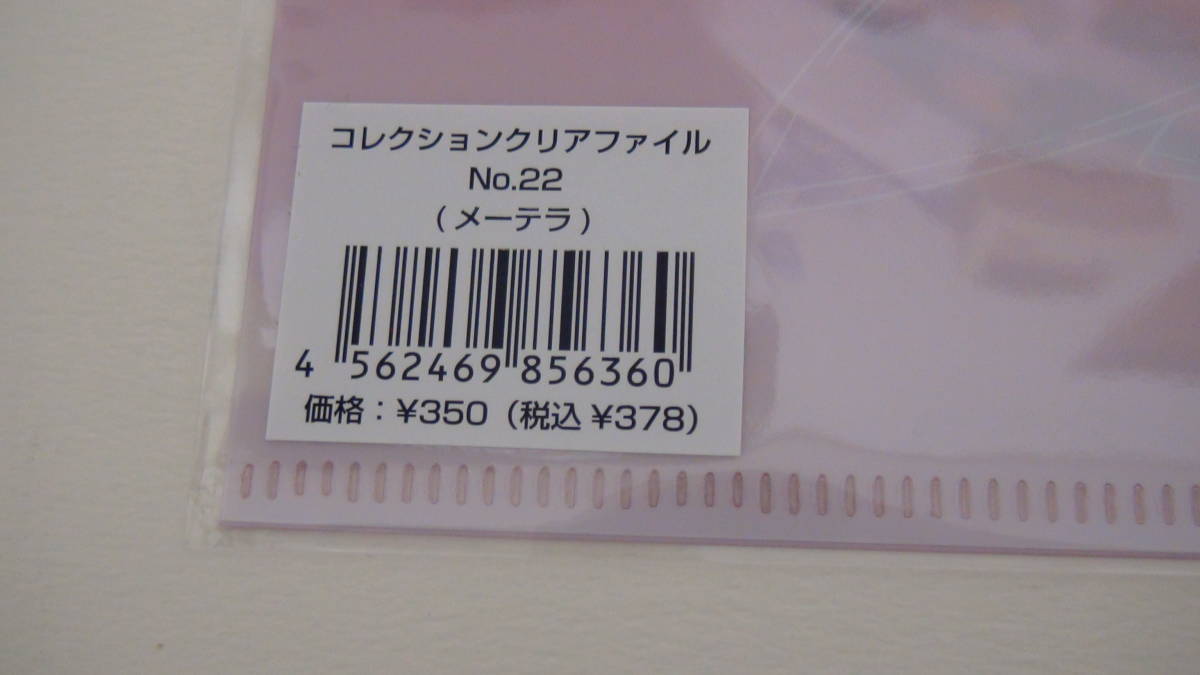 コレクションクリアファイル
No.22
(メーテラ)
4 562469 856360
価格：¥350（税込 ¥378）